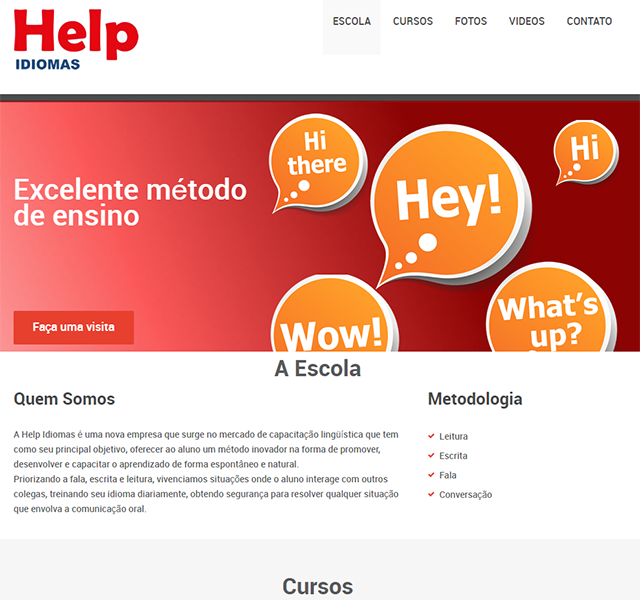 Help
IDIOMAS
ESCOLA CURSOS FOTOS VIDEOS CONTATO
Excelente método
de ensino
Hi
there
Hey!
Hi
Wow!
What's
up?
Faça uma visita
A Escola
Quem Somos
A Help Idiomas é uma nova empresa que surge no mercado de capacitação lingüística que tem
como seu principal objetivo, oferecer ao aluno um método inovador na forma de promover,
desenvolver e capacitar o aprendizado de forma espontâneo e natural.
Priorizando a fala, escrita e leitura, vivenciamos situações onde o aluno interage com outros
colegas, treinando seu idioma diariamente, obtendo segurança para resolver qualquer situação
que envolva a comunicação oral.
Metodologia
Leitura
Escrita
Fala
Conversação
Cursos